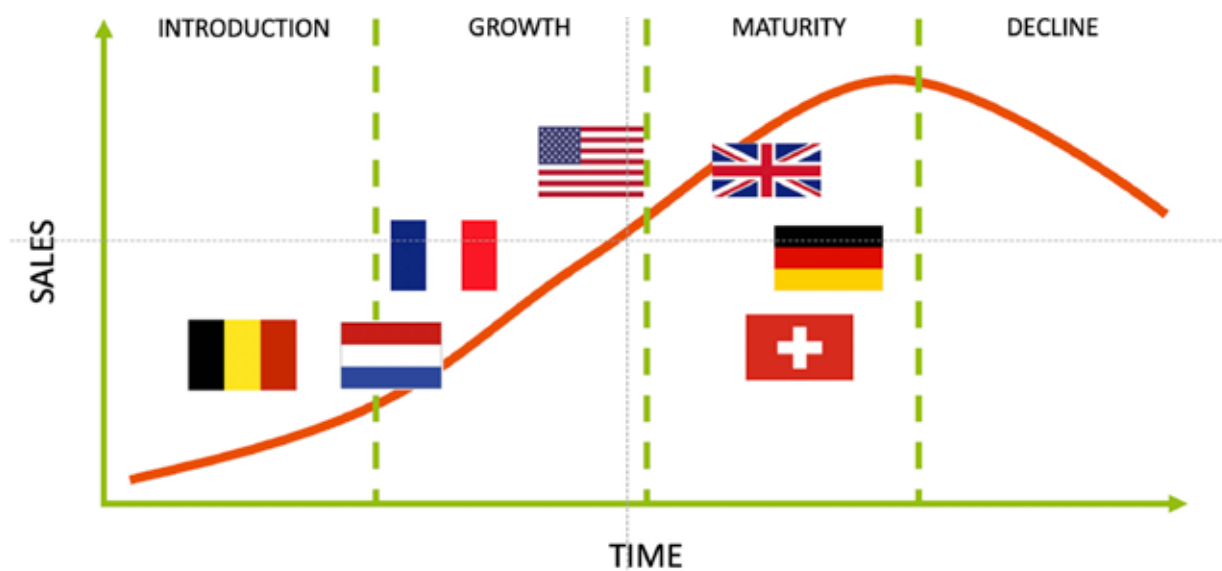 INTRODUCTION
GROWTH
MATURITY
DECLINE
SALES
TIME